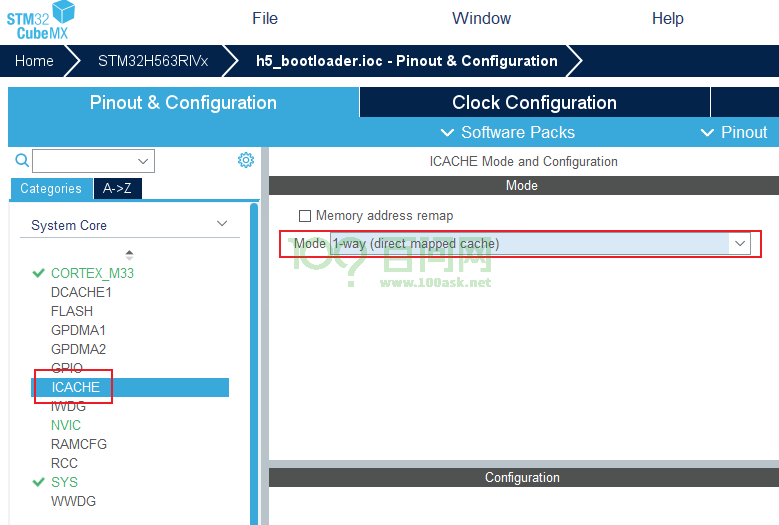 STM32
CubeMX
File
Window
Help
Home
STM32H563RIVx
h5_bootloader.ioc - Pinout & Configuration
Pinout & Configuration
Clock Configuration
Software Packs
Pinout
Categories
A->Z
System Core
CORTEX_M33
DCACHE1
FLASH
GPDMA1
GPDMA2
GPIO
ICACHE
IWDG
NVIC
RAMCFG
RCC
SYS
WWDG
ICACHE Mode and Configuration
Mode
Memory address remap
Mode 1-way (direct mapped cache)
百问网
www.100ask.net
Configuration